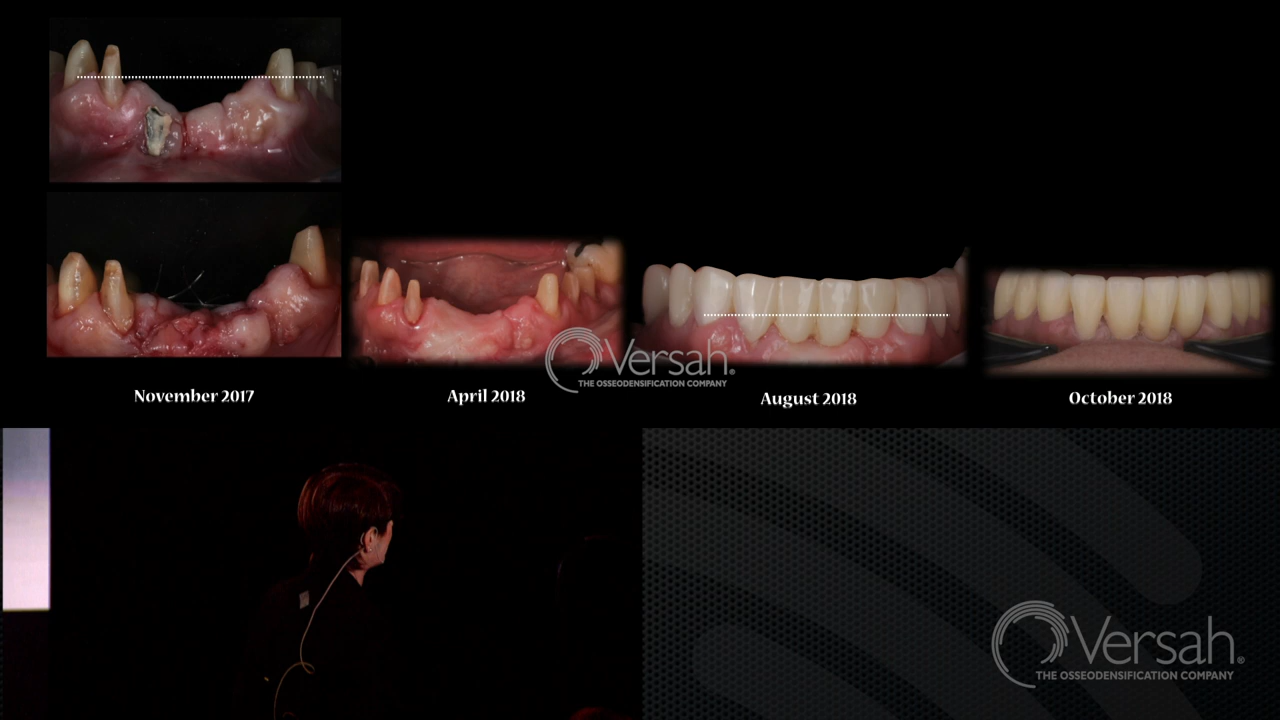 November 2017
April 2018
August 2018
October 2018
Versah®
THE OSSEODENSIFICATION COMPANY
Versah®
THE OSSEODENSIFICATION COMPANY